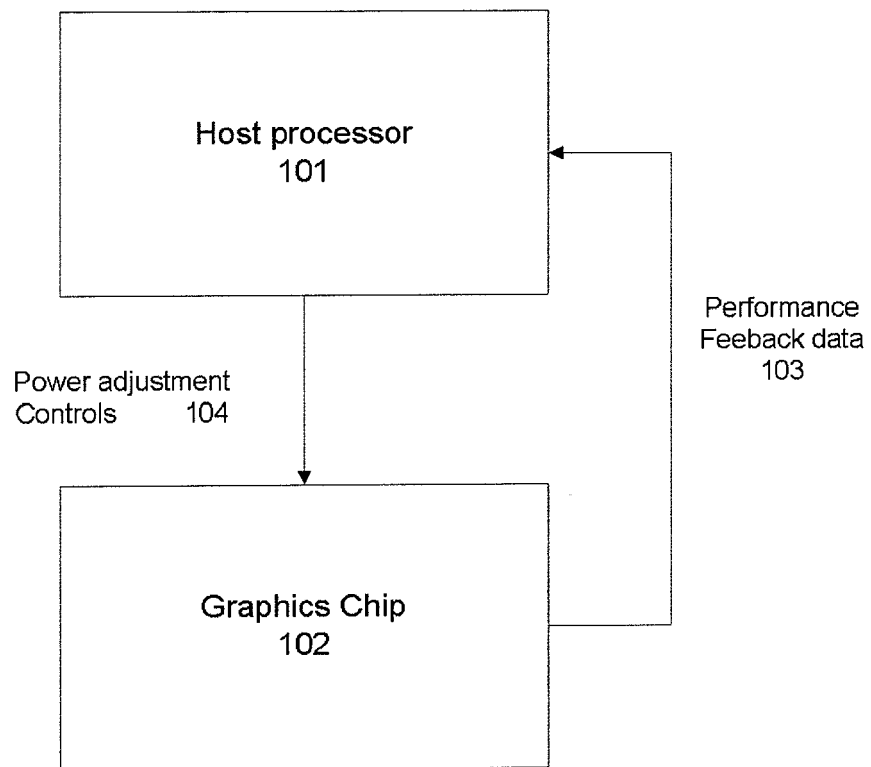 Host processor
101
Performance
Feeback data
103
Power adjustment
Controls 104
Graphics Chip
102